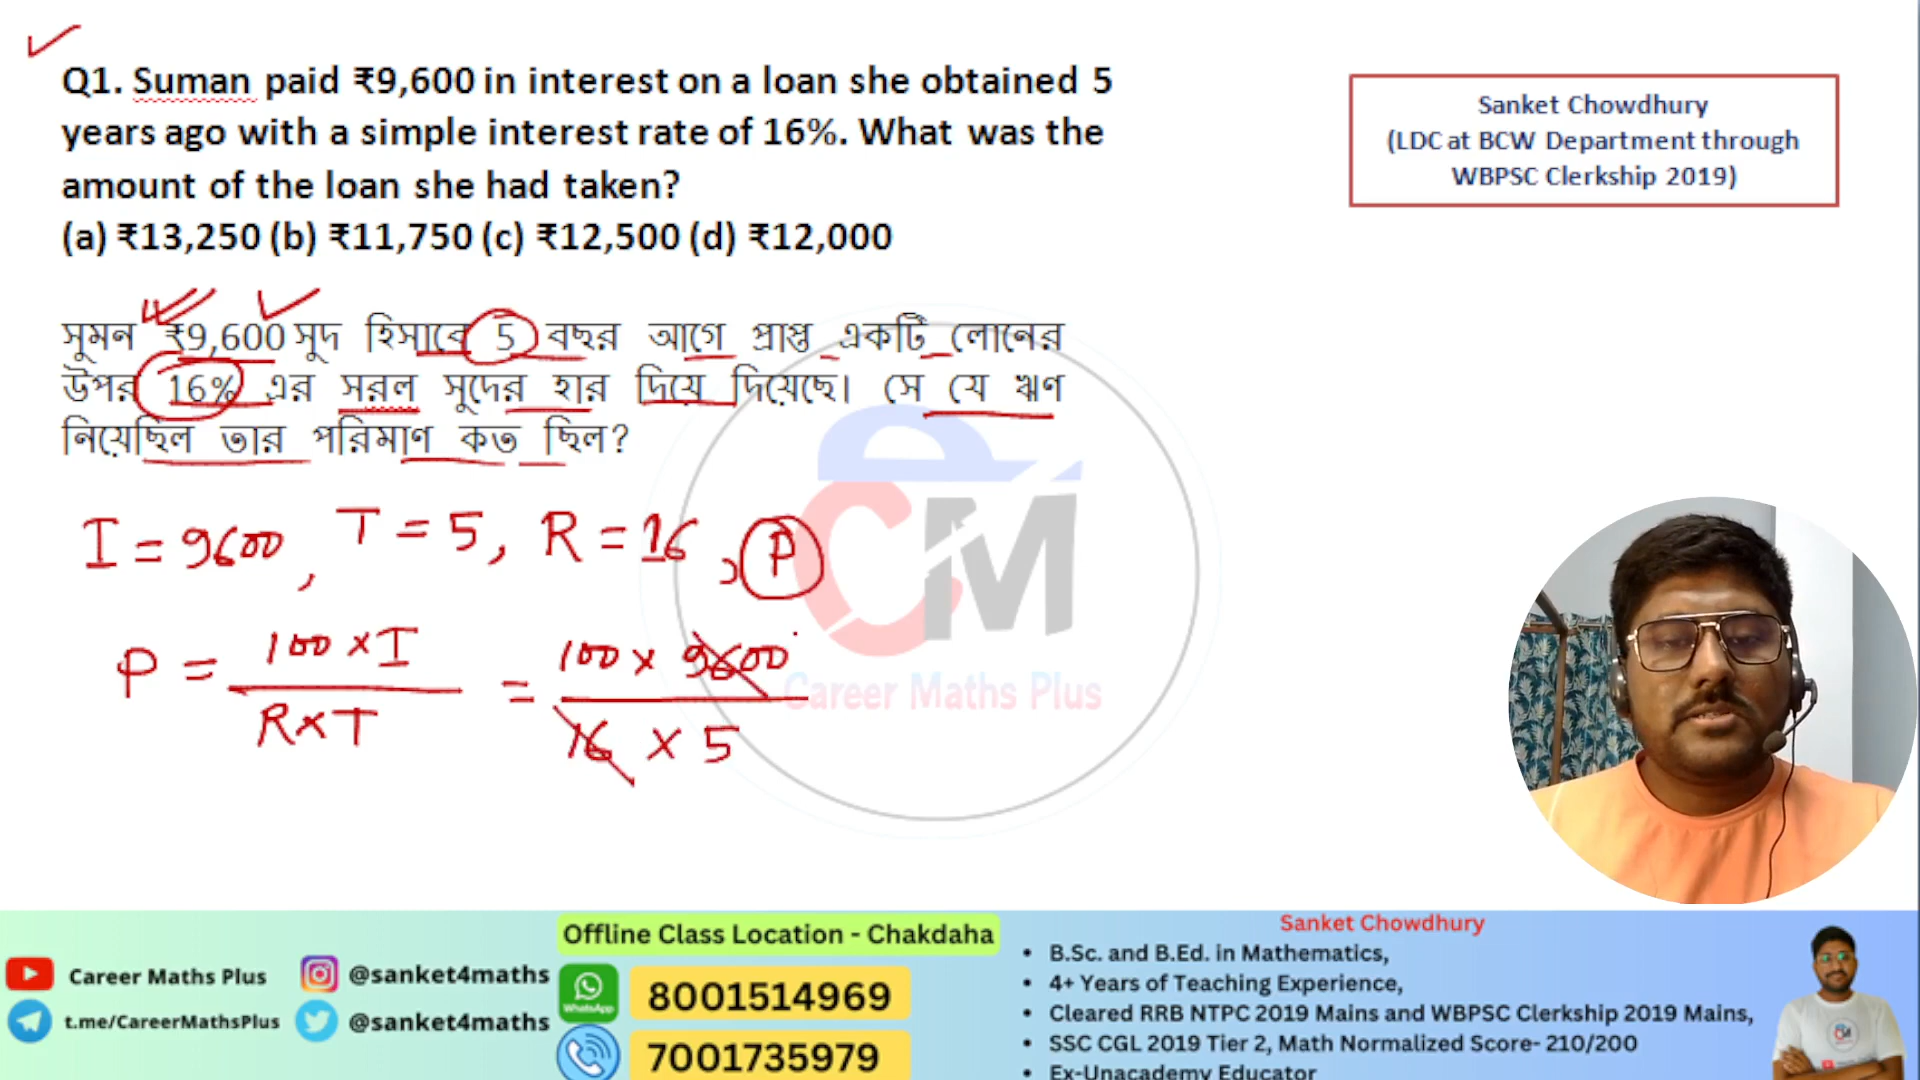 Q1. Suman paid ₹9,600 in interest on a loan she obtained 5
years ago with a simple interest rate of 16%. What was the
amount of the loan she had taken?
(a) ₹13,250 (b) ₹11,750 (c) ₹12,500 (d) ₹12,000
Sanket Chowdhury
(LDC at BCW Department through
WBPSC Clerkship 2019)
সুমন ₹9,600 সুদ হিসাবে 5 বছর আগে প্রাপ্ত একটি লোনের
উপর 16% এর সরল সুদের হার দিয়ে দিয়েছে। সে যে ঋণ
নিয়েছিল তার পরিমাণ কত ছিল?
I = 9600, T = 5, R = 16, P
P = 100 × I / R × T = 100 × 9600 / 16 × 5
CM
Career Maths Plus
Offline Class Location - Chakdaha
Career Maths Plus
@sanket4maths
t.me/CareerMathsPlus
@sanket4maths
WhatsApp
8001514969
7001735979
Sanket Chowdhury
• B.Sc. and B.Ed. in Mathematics,
• 4+ Years of Teaching Experience,
• Cleared RRB NTPC 2019 Mains and WBPSC Clerkship 2019 Mains,
• SSC CGL 2019 Tier 2, Math Normalized Score- 210/200
• Ex-Unacademy Educator